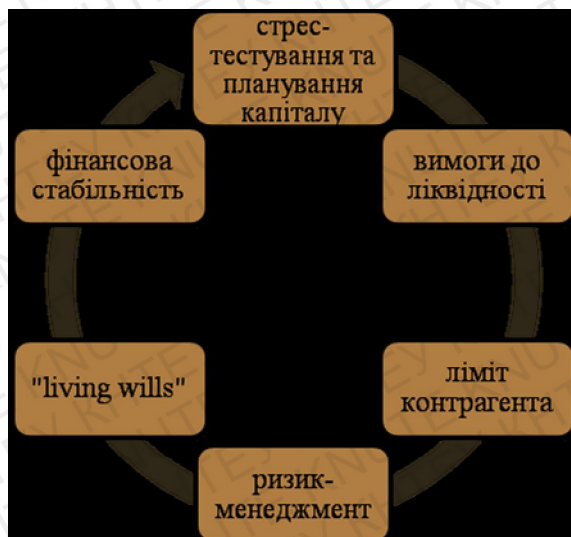 стрес-
тестування та
планування
капіталу
фінансова
стабільність
вимоги до
ліквідності
"living wills"
ліміт
контрагента
ризик-
менеджмент